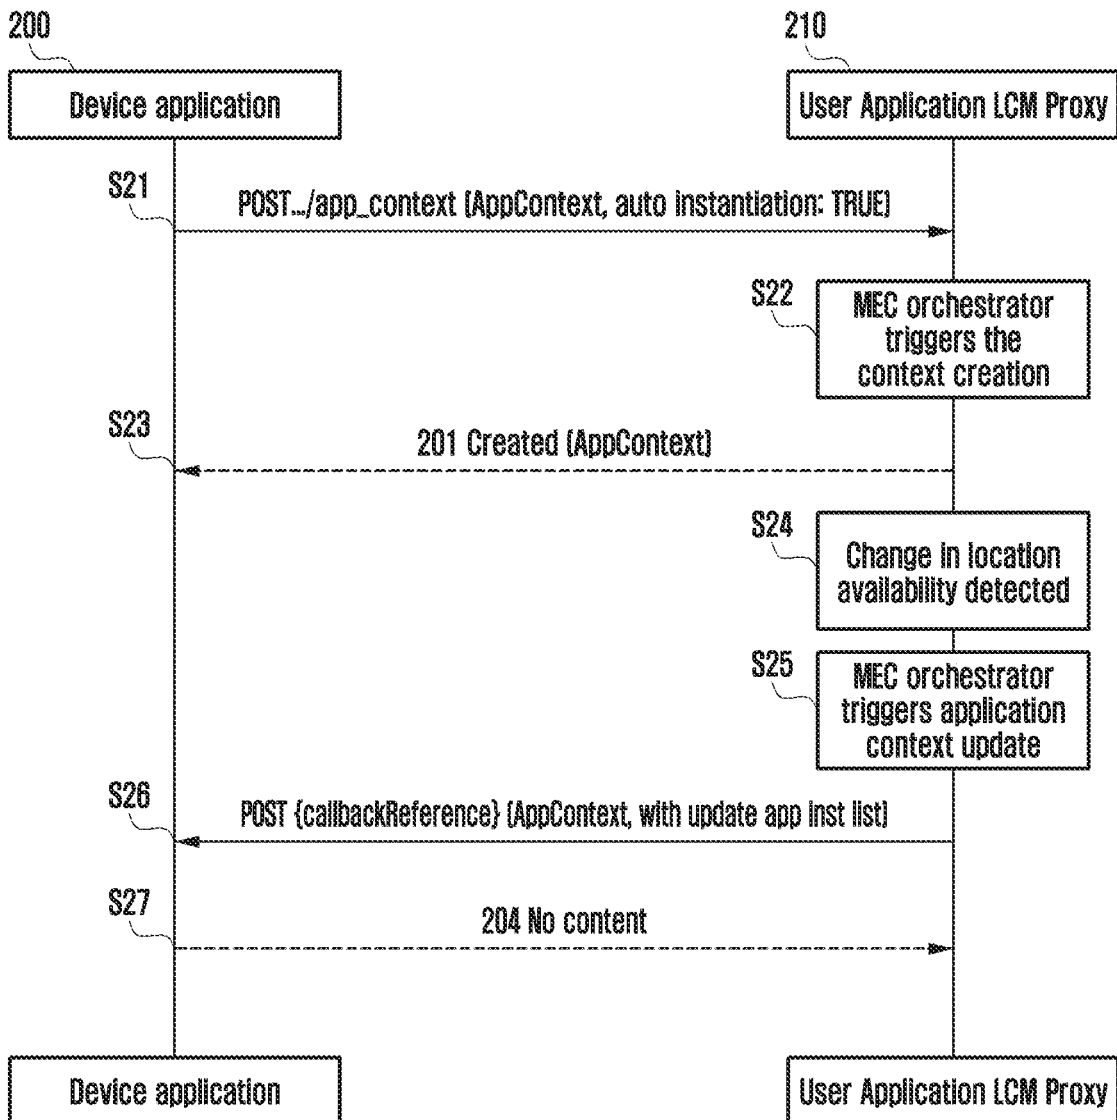 200
210
Device application
User Application LCM Proxy
S21
POST.../app_context (AppContext, auto instantiation: TRUE)
S22
MEC orchestrator
triggers the
context creation
S23
201 Created (AppContext)
S24
Change in location
availability detected
S25
MEC orchestrator
triggers application
context update
S26
POST {callbackReference} (AppContext, with update app inst list)
S27
204 No content
Device application
User Application LCM Proxy